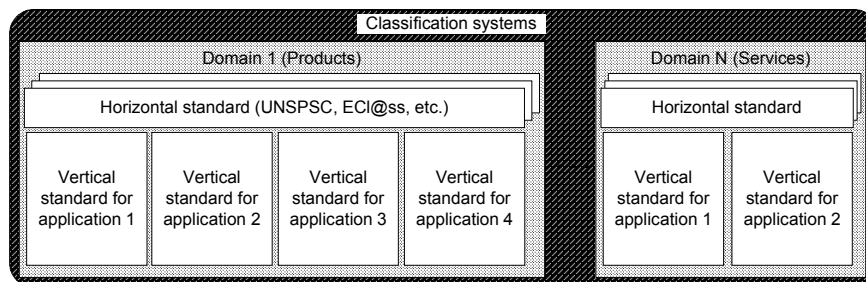 Classification systems
Domain 1 (Products)
Horizontal standard (UNSPSC, ECl@ss, etc.)
Vertical
standard for
application 1
Vertical
standard for
application 2
Vertical
standard for
application 3
Vertical
standard for
application 4
Domain N (Services)
Horizontal standard
Vertical
standard for
application 1
Vertical
standard for
application 2